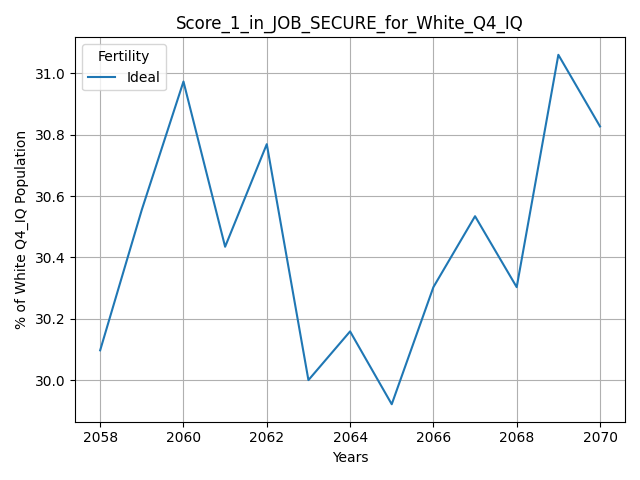 Score_1_in_JOB_SECURE_for_White_Q4_IQ
Fertility
Ideal
% of White Q4_IQ Population
31.0
30.8
30.6
30.4
30.2
30.0
2058 2060 2062 2064 2066 2068 2070
Years